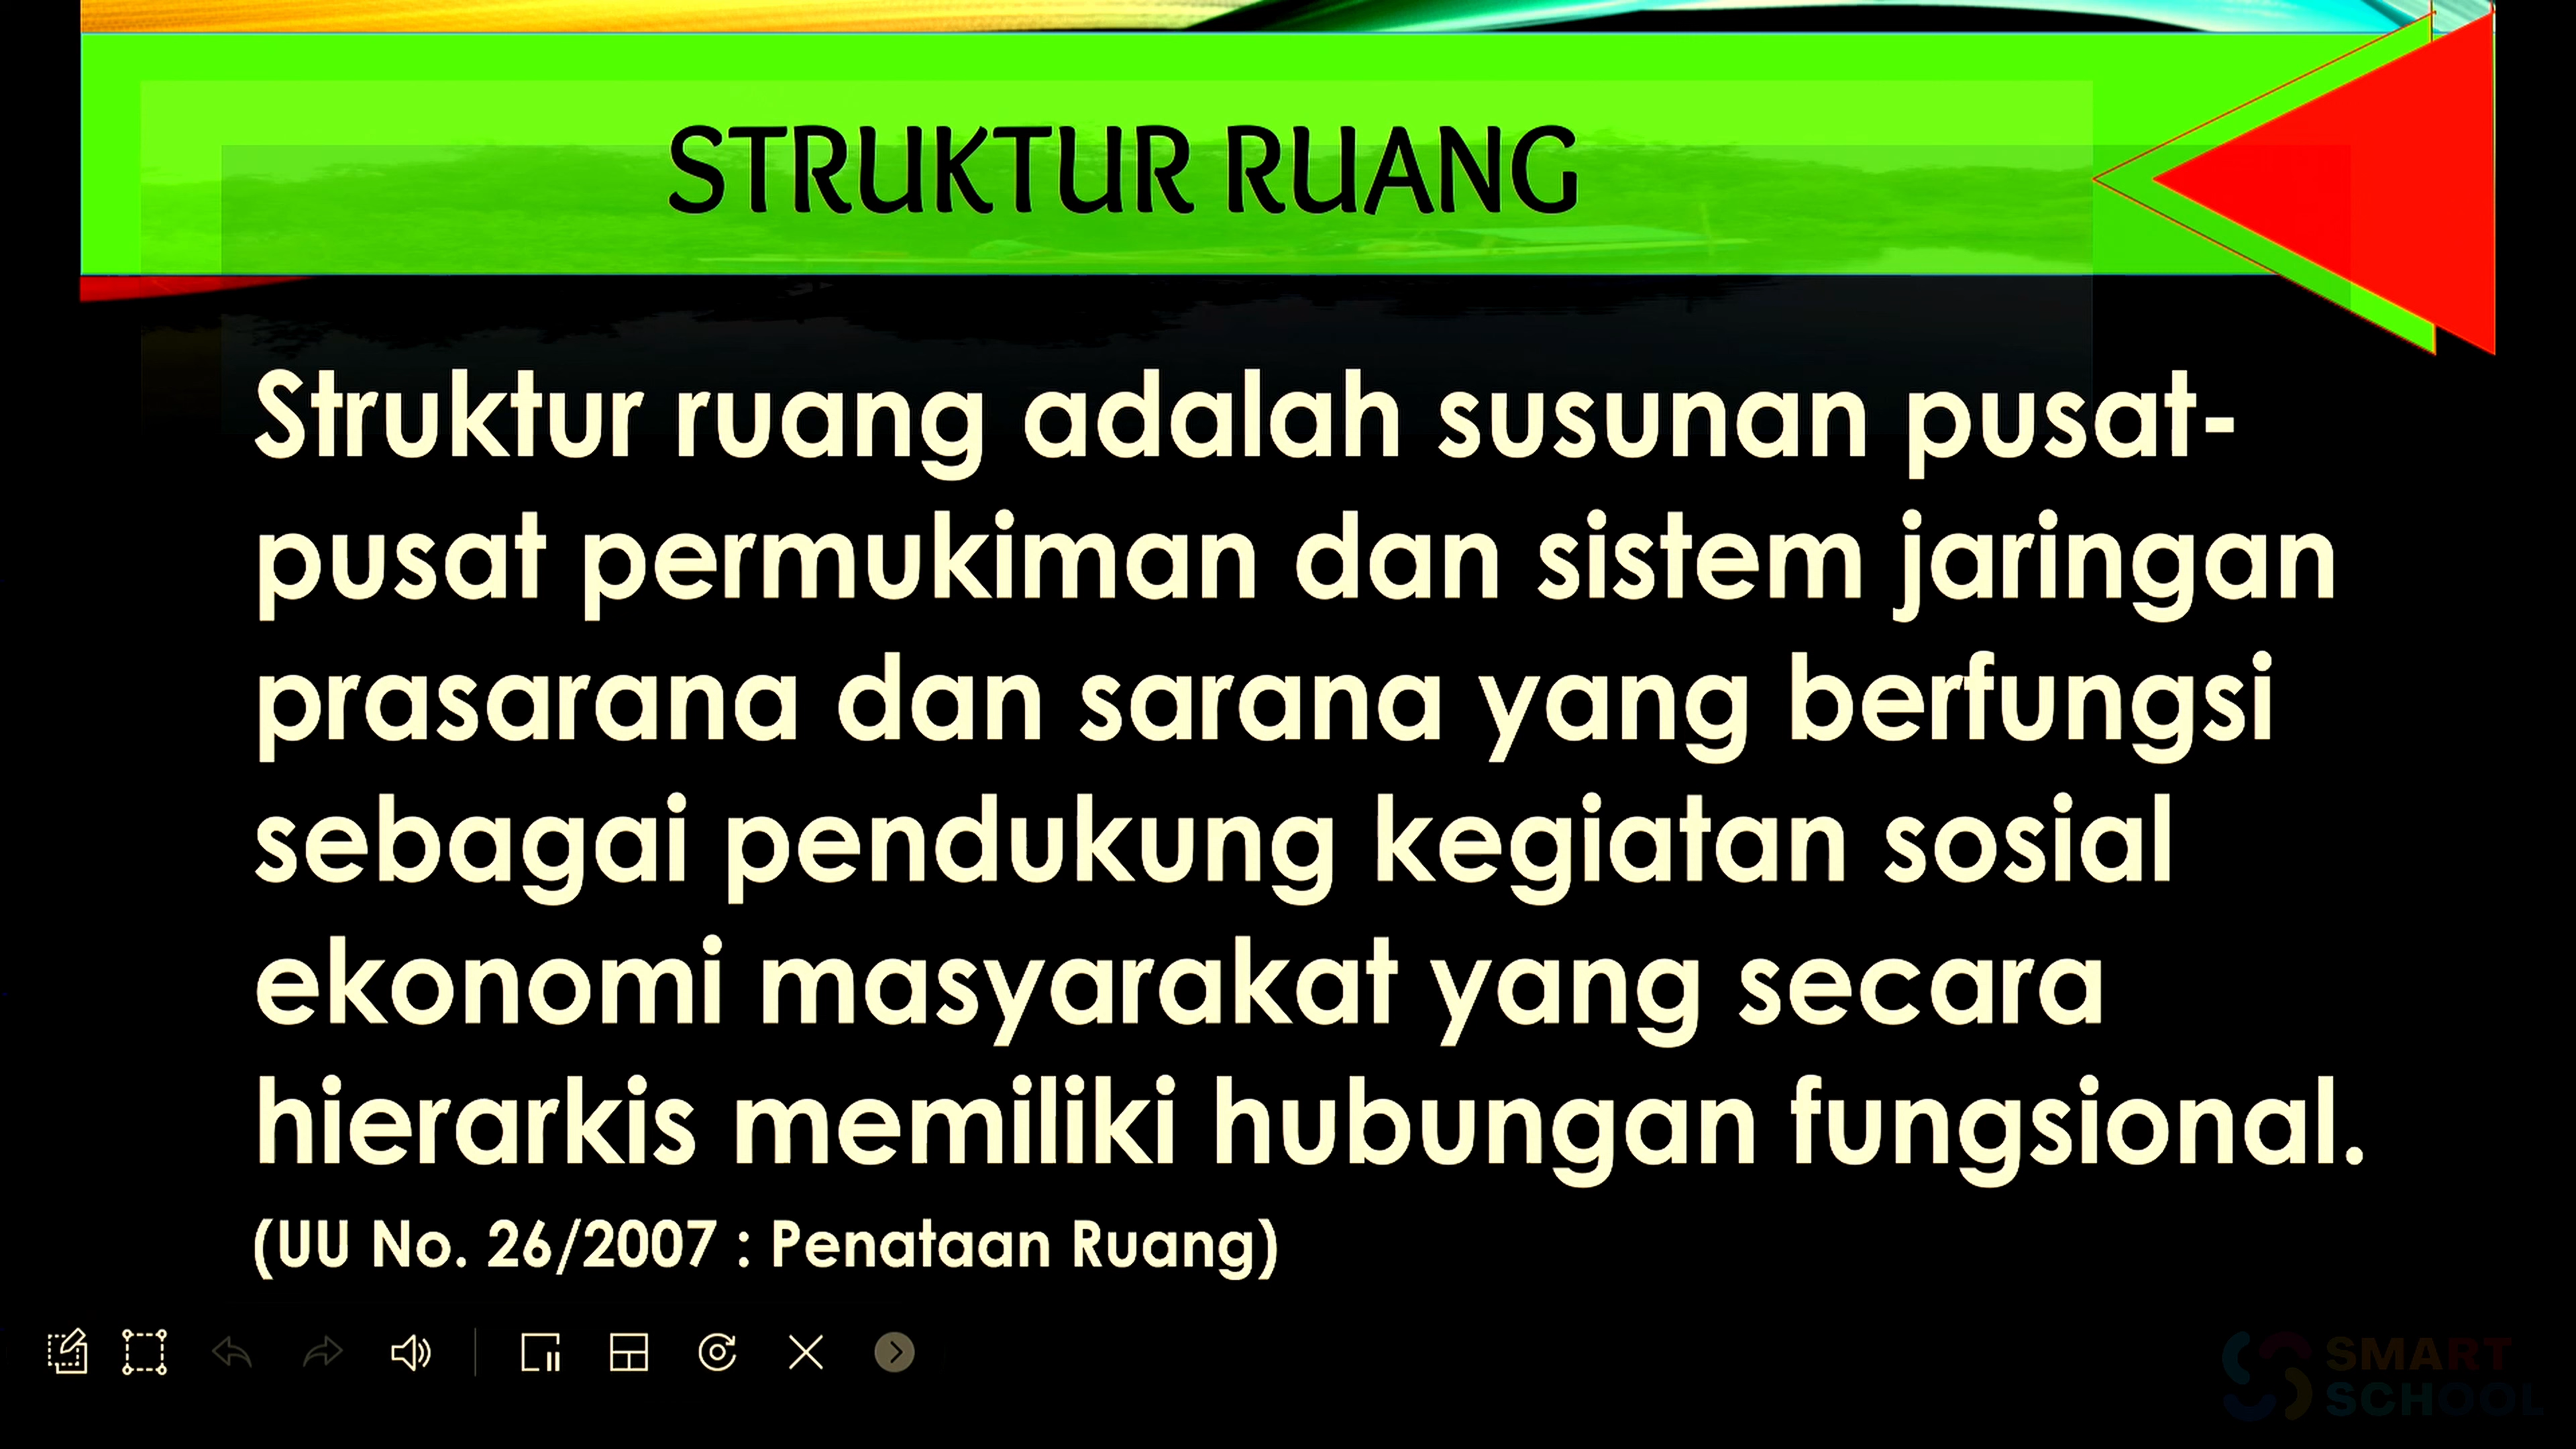 STRUKTUR RUANG
Struktur ruang adalah susunan pusat-
pusat permukiman dan sistem jaringan
prasarana dan sarana yang berfungsi
sebagai pendukung kegiatan sosial
ekonomi masyarakat yang secara
hierarkis memiliki hubungan fungsional.
(UU No. 26/2007 : Penataan Ruang)
SMART
SCHOOL